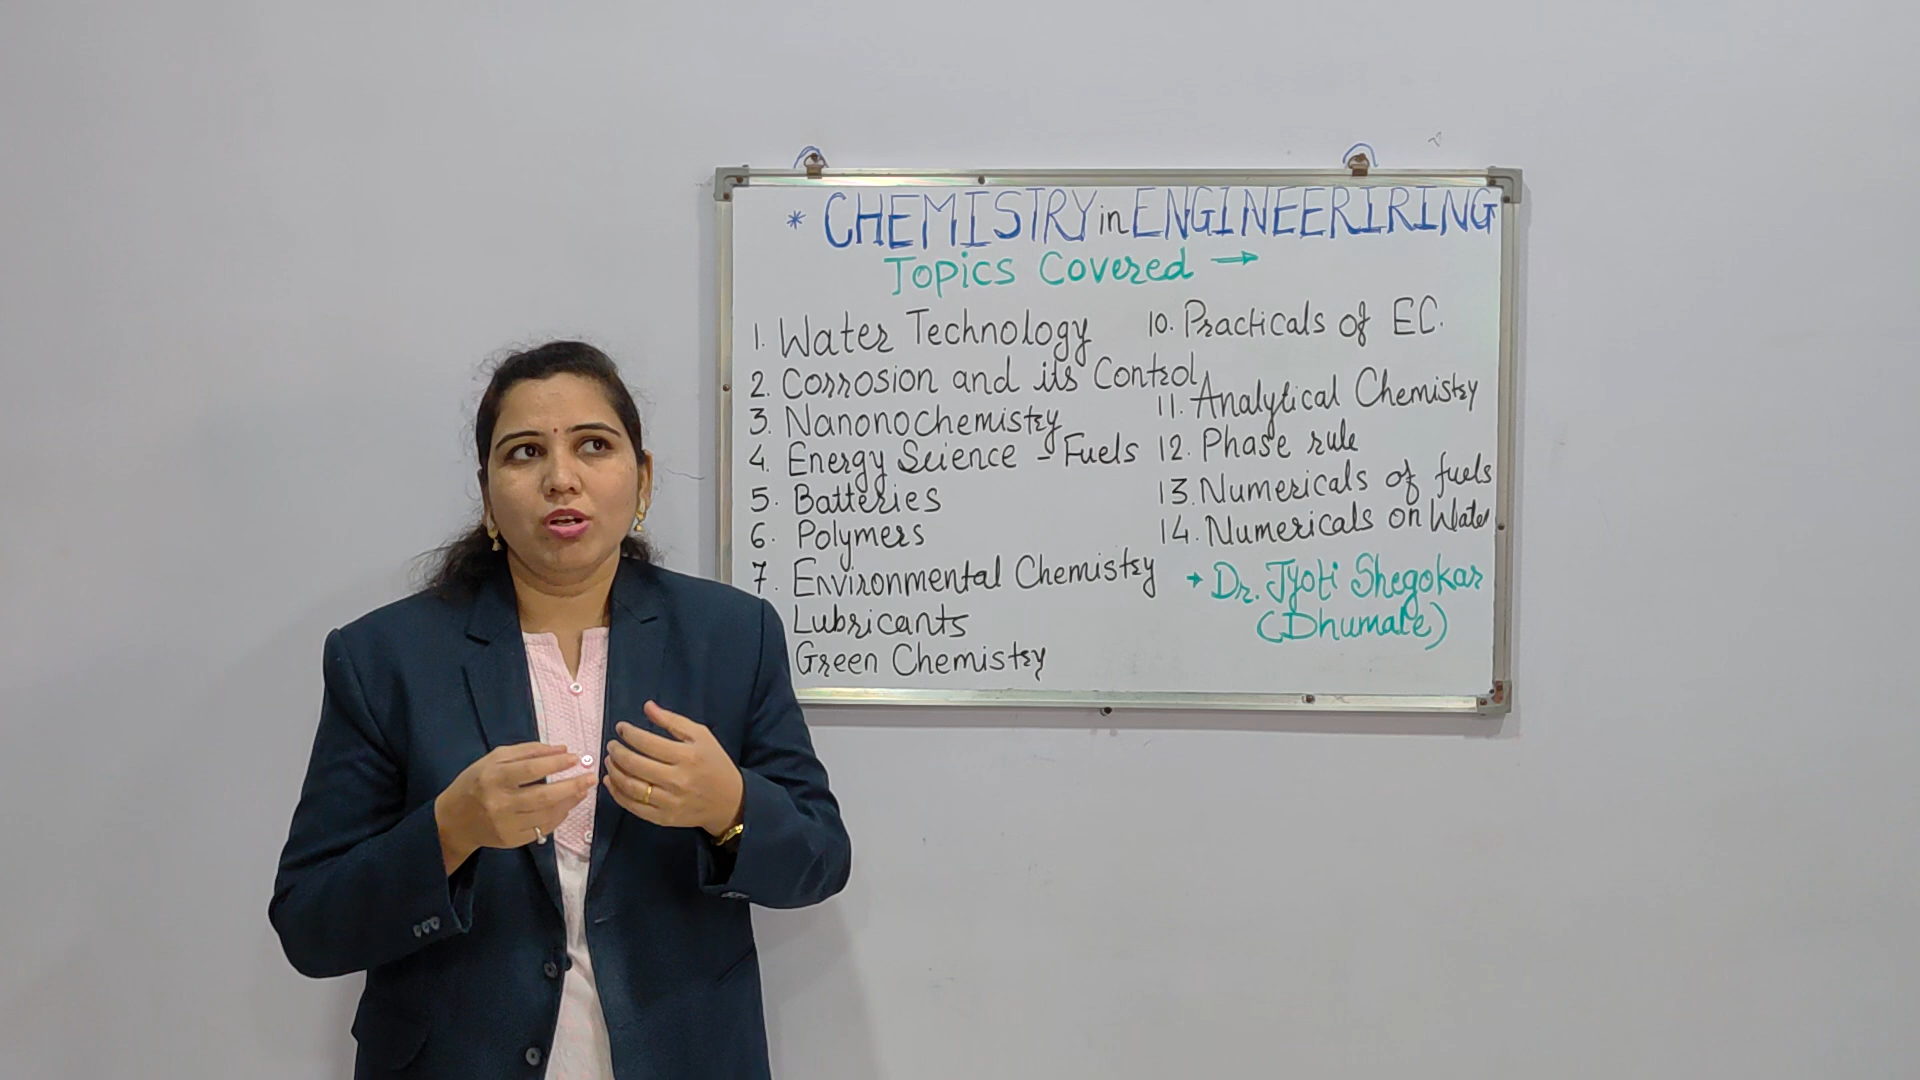 * CHEMISTRY in ENGINEERIRING
Topics Covered →
1. Water Technology
2. Corrosion and its Control
3. Nanonochemistry
4. Energy Science - Fuels
5. Batteries
6. Polymers
7. Environmental Chemistry
Lubricants
Green Chemistry
10. Practicals of EC.
11. Analytical Chemistry
12. Phase rule
13. Numericals of fuels
14. Numericals on Water
→ Dr. Jyoti Shegokar
(Dhumale)